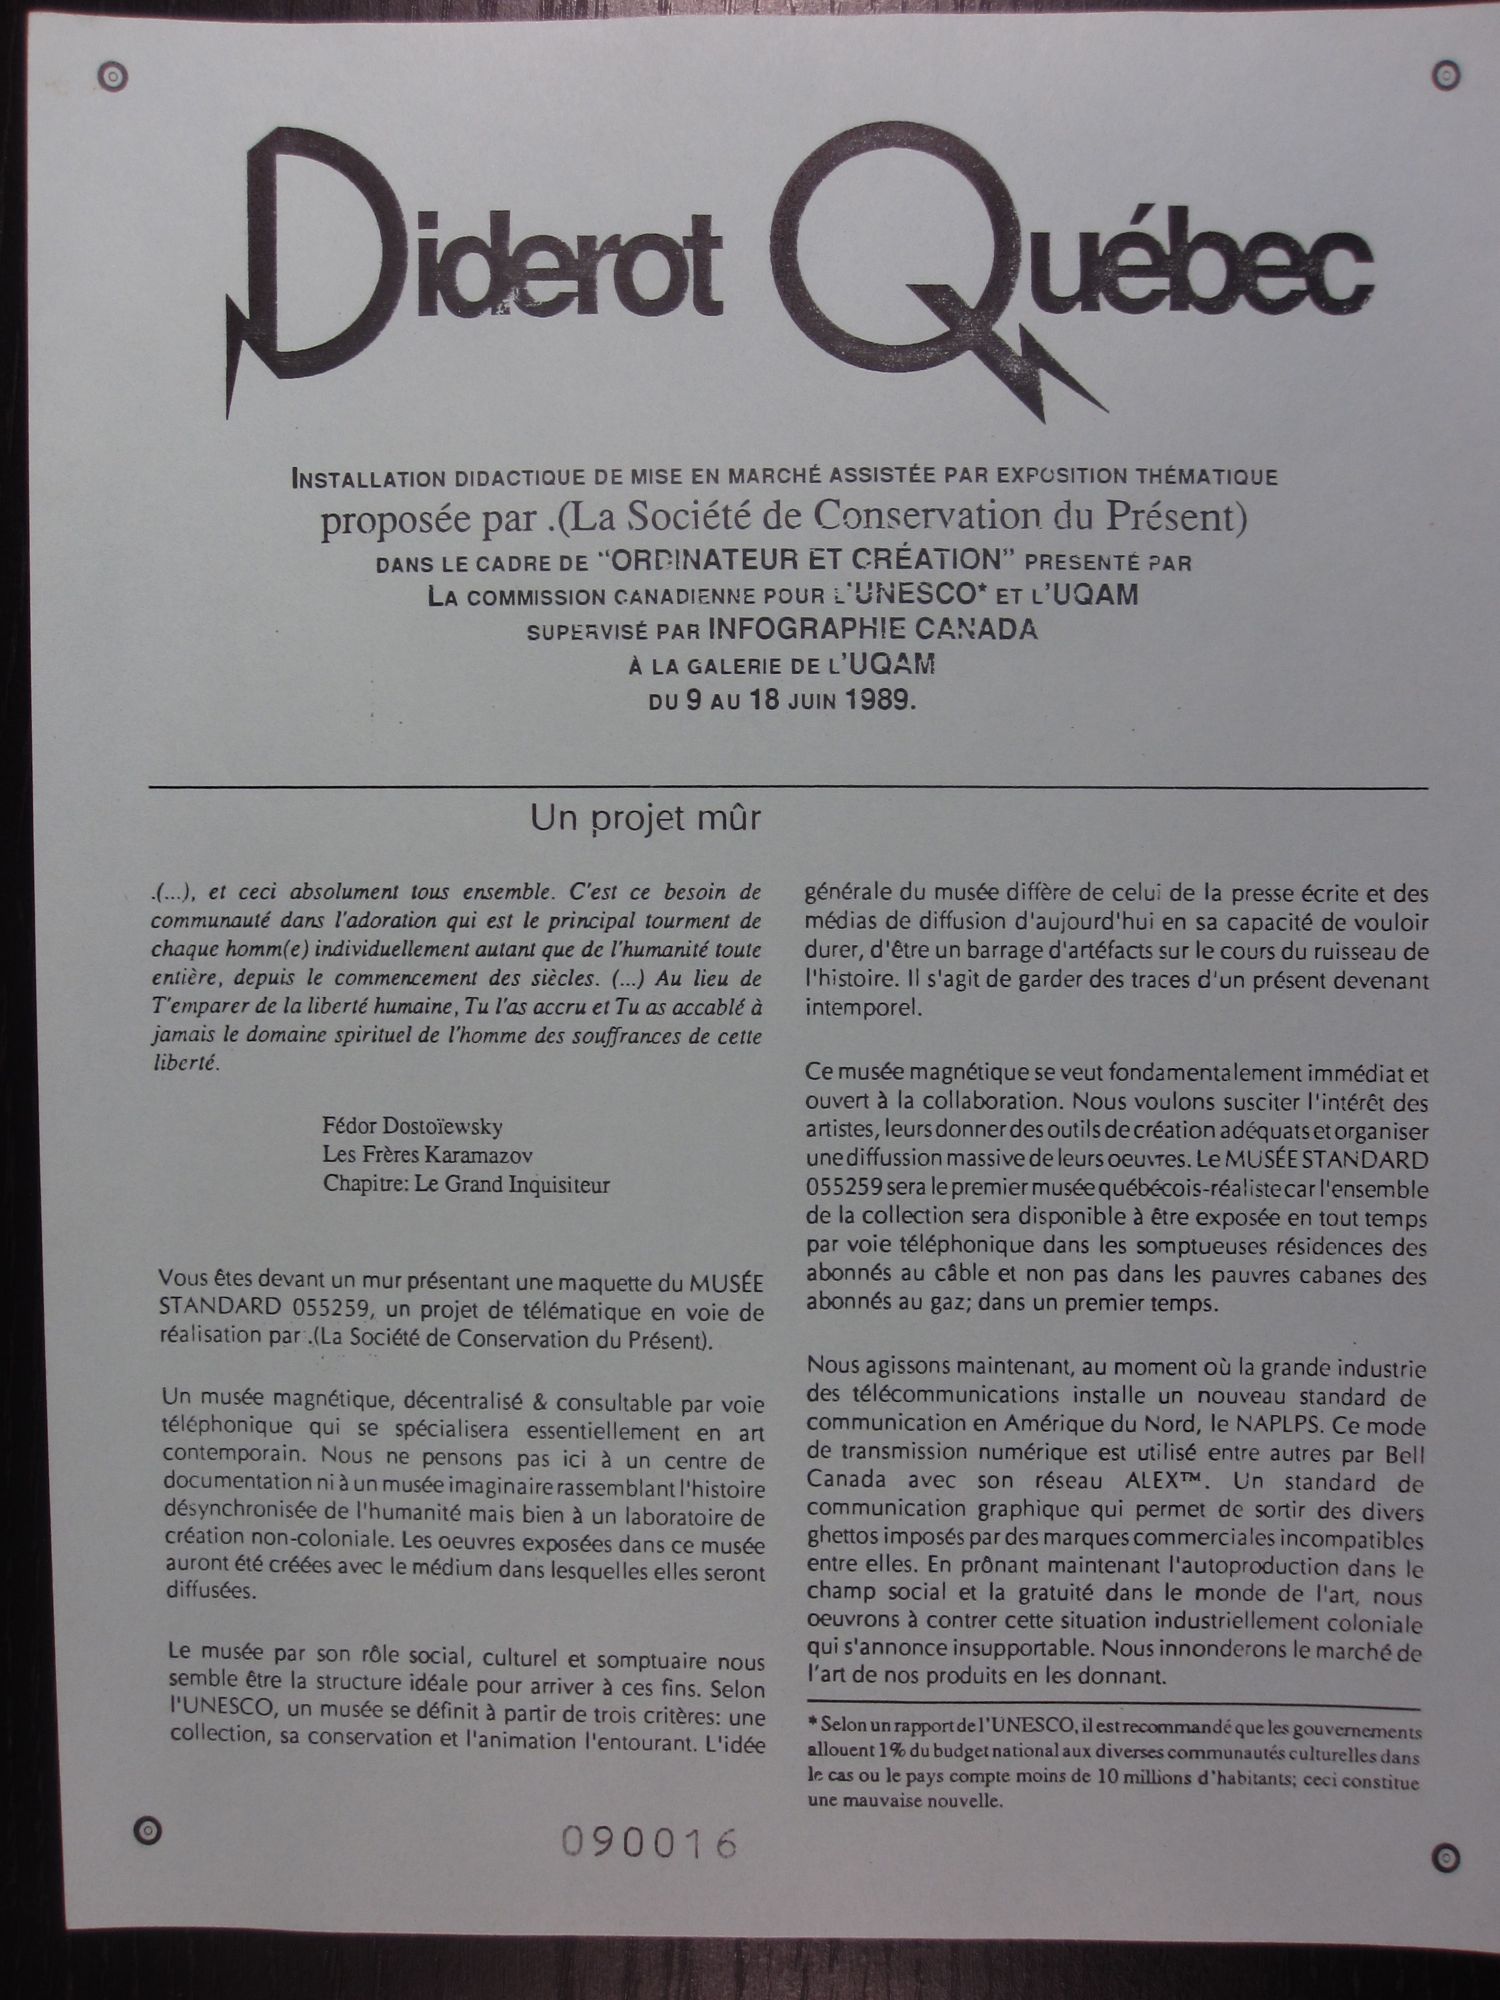 Diderot Québec
INSTALLATION DIDACTIQUE DE MISE EN MARCHÉ ASSISTÉE PAR EXPOSITION THÉMATIQUE
proposée par .(La Société de Conservation du Présent)
DANS LE CADRE DE “ORDINATEUR ET CRÉATION” PRESENTÉ PAR
LA COMMISSION CANADIENNE POUR L'UNESCO* ET L'UQAM
SUPERVISÉ PAR INFOGRAPHIE CANADA
À LA GALERIE DE L'UQAM
DU 9 AU 18 JUIN 1989.
Un projet mûr
.(...), et ceci absolument tous ensemble. C'est ce besoin de
communauté dans l'adoration qui est le principal tourment de
chaque homm(e) individuellement autant que de l'humanité toute
entière, depuis le commencement des siècles. (...) Au lieu de
T'emparer de la liberté humaine, Tu l'as accru et Tu as accablé à
jamais le domaine spirituel de l'homme des souffrances de cette
liberté.
Fédor Dostoïewsky
Les Frères Karamazov
Chapitre: Le Grand Inquisiteur
Vous êtes devant un mur présentant une maquette du MUSÉE
STANDARD 055259, un projet de télématique en voie de
réalisation par .(La Société de Conservation du Présent).
Un musée magnétique, décentralisé & consultable par voie
téléphonique qui se spécialisera essentiellement en art
contemporain. Nous ne pensons pas ici à un centre de
documentation ni à un musée imaginaire rassemblant l'histoire
désynchronisée de l'humanité mais bien à un laboratoire de
création non-coloniale. Les oeuvres exposées dans ce musée
auront été créées avec le médium dans lesquelles elles seront
diffusées.
Le musée par son rôle social, culturel et somptuaire nous
semble être la structure idéale pour arriver à ces fins. Selon
l'UNESCO, un musée se définit à partir de trois critères: une
collection, sa conservation et l'animation l'entourant. L'idée
générale du musée diffère de celui de la presse écrite et des
médias de diffusion d'aujourd'hui en sa capacité de vouloir
durer, d'être un barrage d'artéfacts sur le cours du ruisseau de
l'histoire. Il s'agit de garder des traces d'un présent devenant
intemporel.
Ce musée magnétique se veut fondamentalement immédiat et
ouvert à la collaboration. Nous voulons susciter l'intérêt des
artistes, leurs donner des outils de création adéquats et organiser
une diffussion massive de leurs oeuvres. Le MUSÉE STANDARD
055259 sera le premier musée québécois-réaliste car l'ensemble
de la collection sera disponible à être exposée en tout temps
par voie téléphonique dans les somptueuses résidences des
abonnés au câble et non pas dans les pauvres cabanes des
abonnés au gaz; dans un premier temps.
Nous agissons maintenant, au moment où la grande industrie
des télécommunications installe un nouveau standard de
communication en Amérique du Nord, le NAPLPS. Ce mode
de transmission numérique est utilisé entre autres par Bell
Canada avec son réseau ALEX™. Un standard de
communication graphique qui permet de sortir des divers
ghettos imposés par des marques commerciales incompatibles
entre elles. En prônant maintenant l'autoproduction dans le
champ social et la gratuité dans le monde de l'art, nous
oeuvrons à contrer cette situation industriellement coloniale
qui s'annonce insupportable. Nous innonderons le marché de
l'art de nos produits en les donnant.
* Selon un rapport de l'UNESCO, il est recommandé que les gouvernements
allouent 1% du budget national aux diverses communautés culturelles dans
le cas ou le pays compte moins de 10 millions d'habitants; ceci constitue
une mauvaise nouvelle.
090016